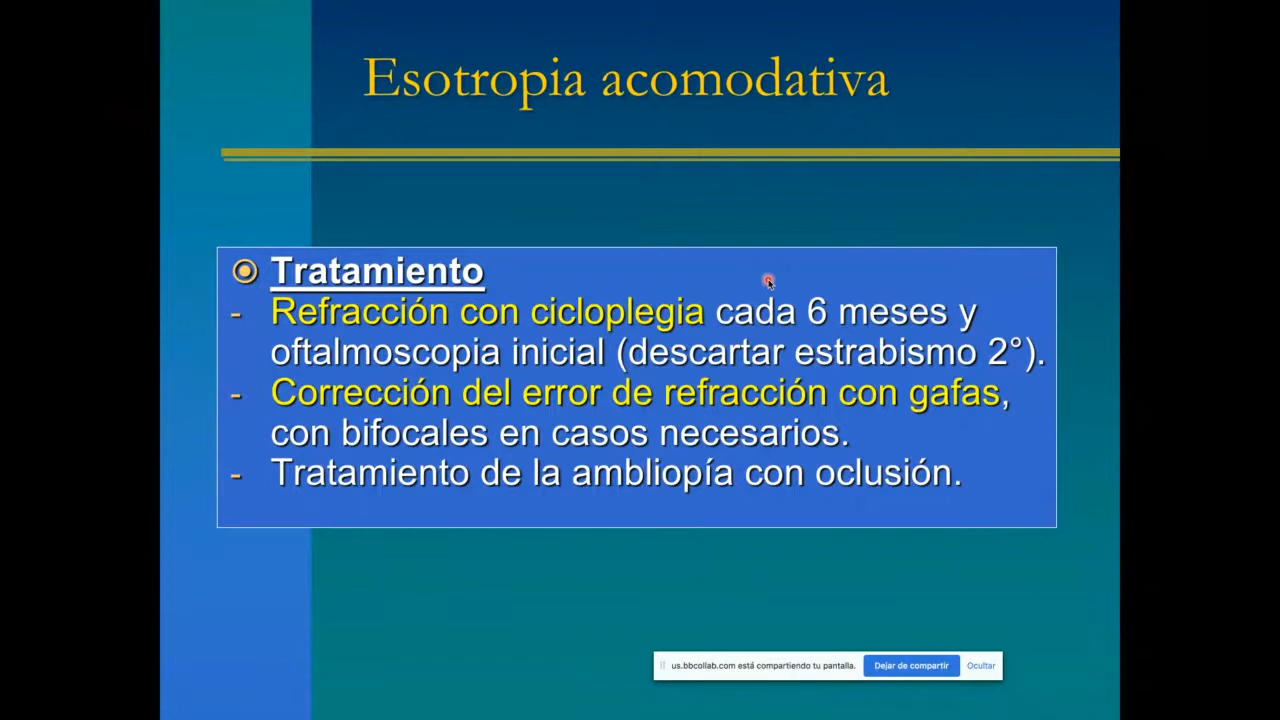 Esotropia acomodativa
Tratamiento
- Refracción con cicloplegia cada 6 meses y
oftalmoscopia inicial (descartar estrabismo 2°).
- Corrección del error de refracción con gafas,
con bifocales en casos necesarios.
- Tratamiento de la ambliopía con oclusión.
us.bbcollab.com está compartiendo tu pantalla. Dejar de compartir Ocultar